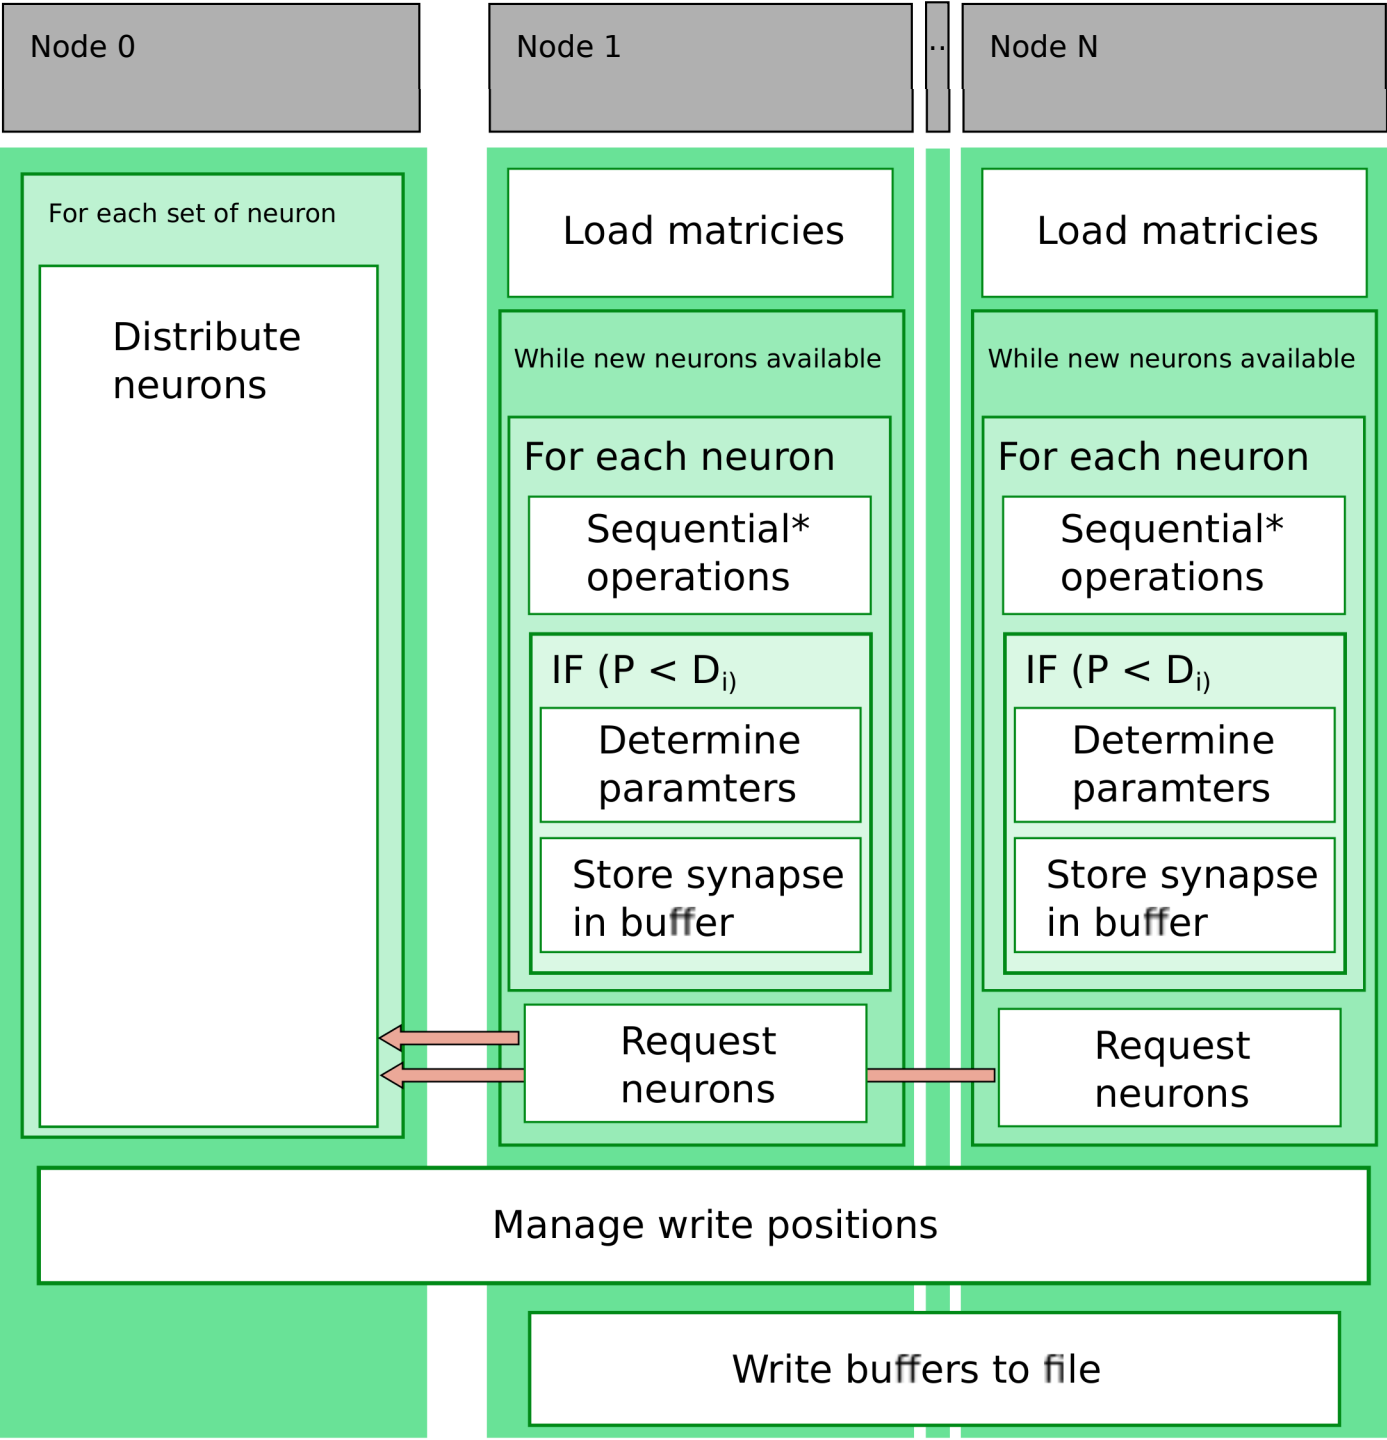 Node 0
Node 1
..
Node N
For each set of neuron
Distribute
neurons
Load matricies
While new neurons available
For each neuron
Sequential*
operations
IF (P < Di)
Determine
paramters
Store synapse
in buffer
Request
neurons
Load matricies
While new neurons available
For each neuron
Sequential*
operations
IF (P < Di)
Determine
paramters
Store synapse
in buffer
Request
neurons
Manage write positions
Write buffers to file